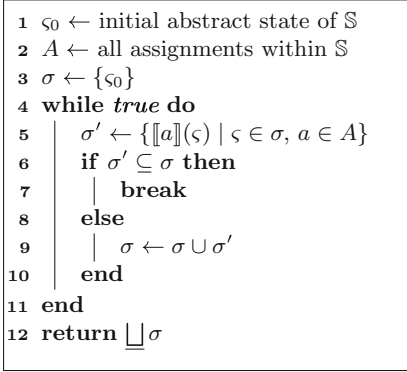 1 ς₀ ← initial abstract state of 𝕊
2 A ← all assignments within 𝕊
3 σ ← {ς₀}
4 while true do
5 σ′ ← {⟦a⟧(ς) | ς ∈ σ, a ∈ A}
6 if σ′ ⊆ σ then
7 break
8 else
9 σ ← σ ∪ σ′
10 end
11 end
12 return ⨆ σ